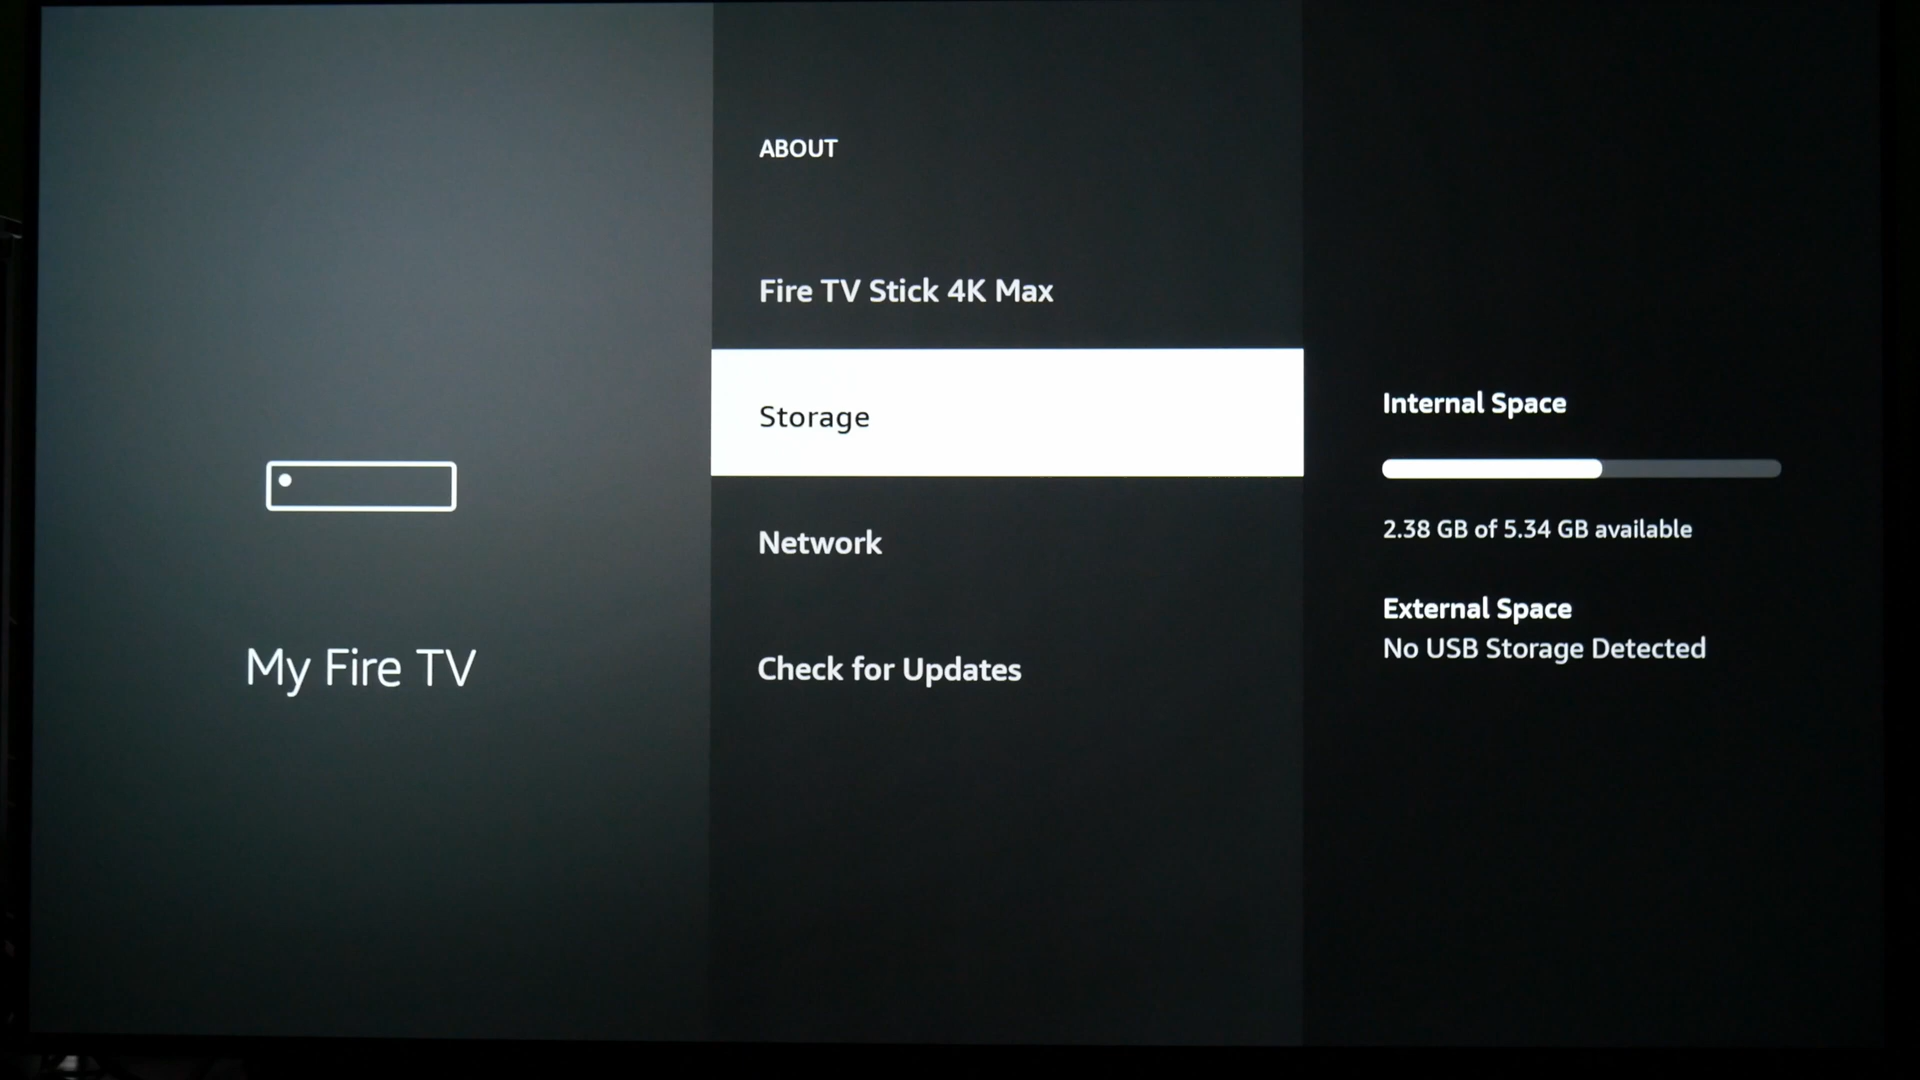 My Fire TV
ABOUT
Fire TV Stick 4K Max
Storage
Network
Check for Updates
Internal Space
2.38 GB of 5.34 GB available
External Space
No USB Storage Detected